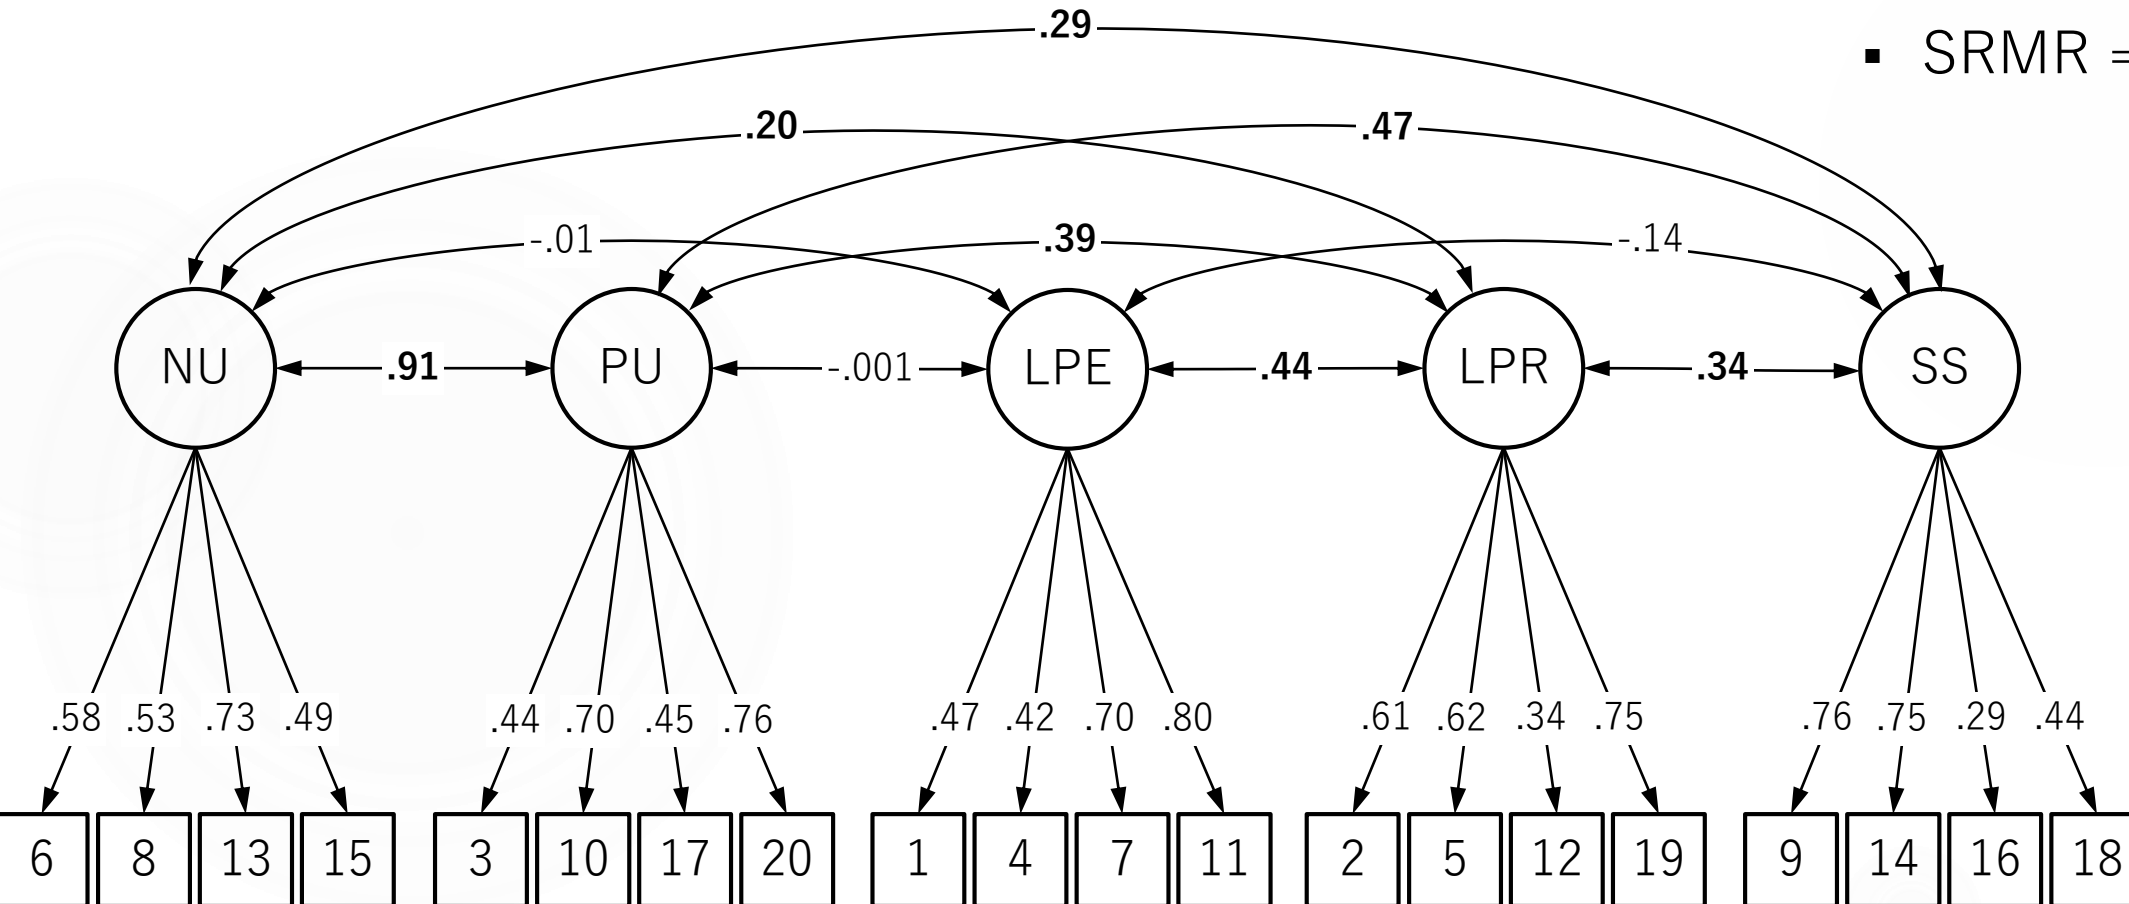 .29
▪ SRMR =
.20 .47
-.01 .39 -.14
NU .91 PU -.001 LPE .44 LPR .34 SS
.58 .53 .73 .49 .44 .70 .45 .76 .47 .42 .70 .80 .61 .62 .34 .75 .76 .75 .29 .44
6 8 13 15 3 10 17 20 1 4 7 11 2 5 12 19 9 14 16 18